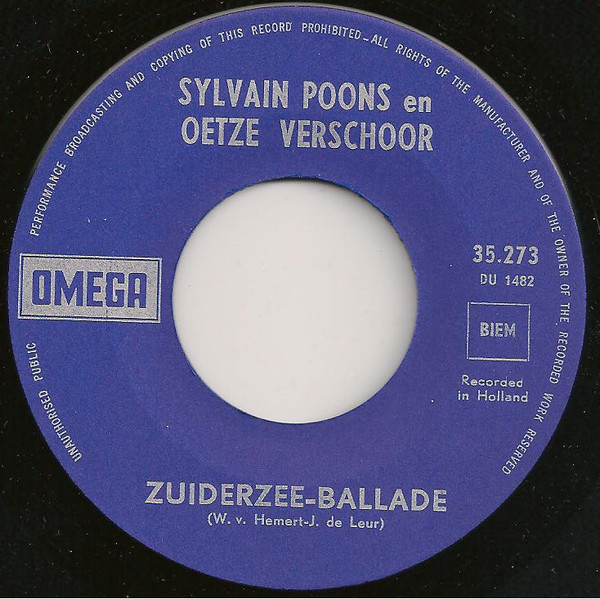 UNAUTHORISED PUBLIC PERFORMANCE BROADCASTING AND COPYING OF THIS RECORD PROHIBITED—ALL RIGHTS OF THE MANUFACTURER AND OF THE OWNER OF THE RECORDED WORK RESERVED
SYLVAIN POONS en
OETZE VERSCHOOR
OMEGA
35.273
DU 1482
BIEM
Recorded
in Holland
ZUIDERZEE-BALLADE
(W. v. Hemert-J. de Leur)